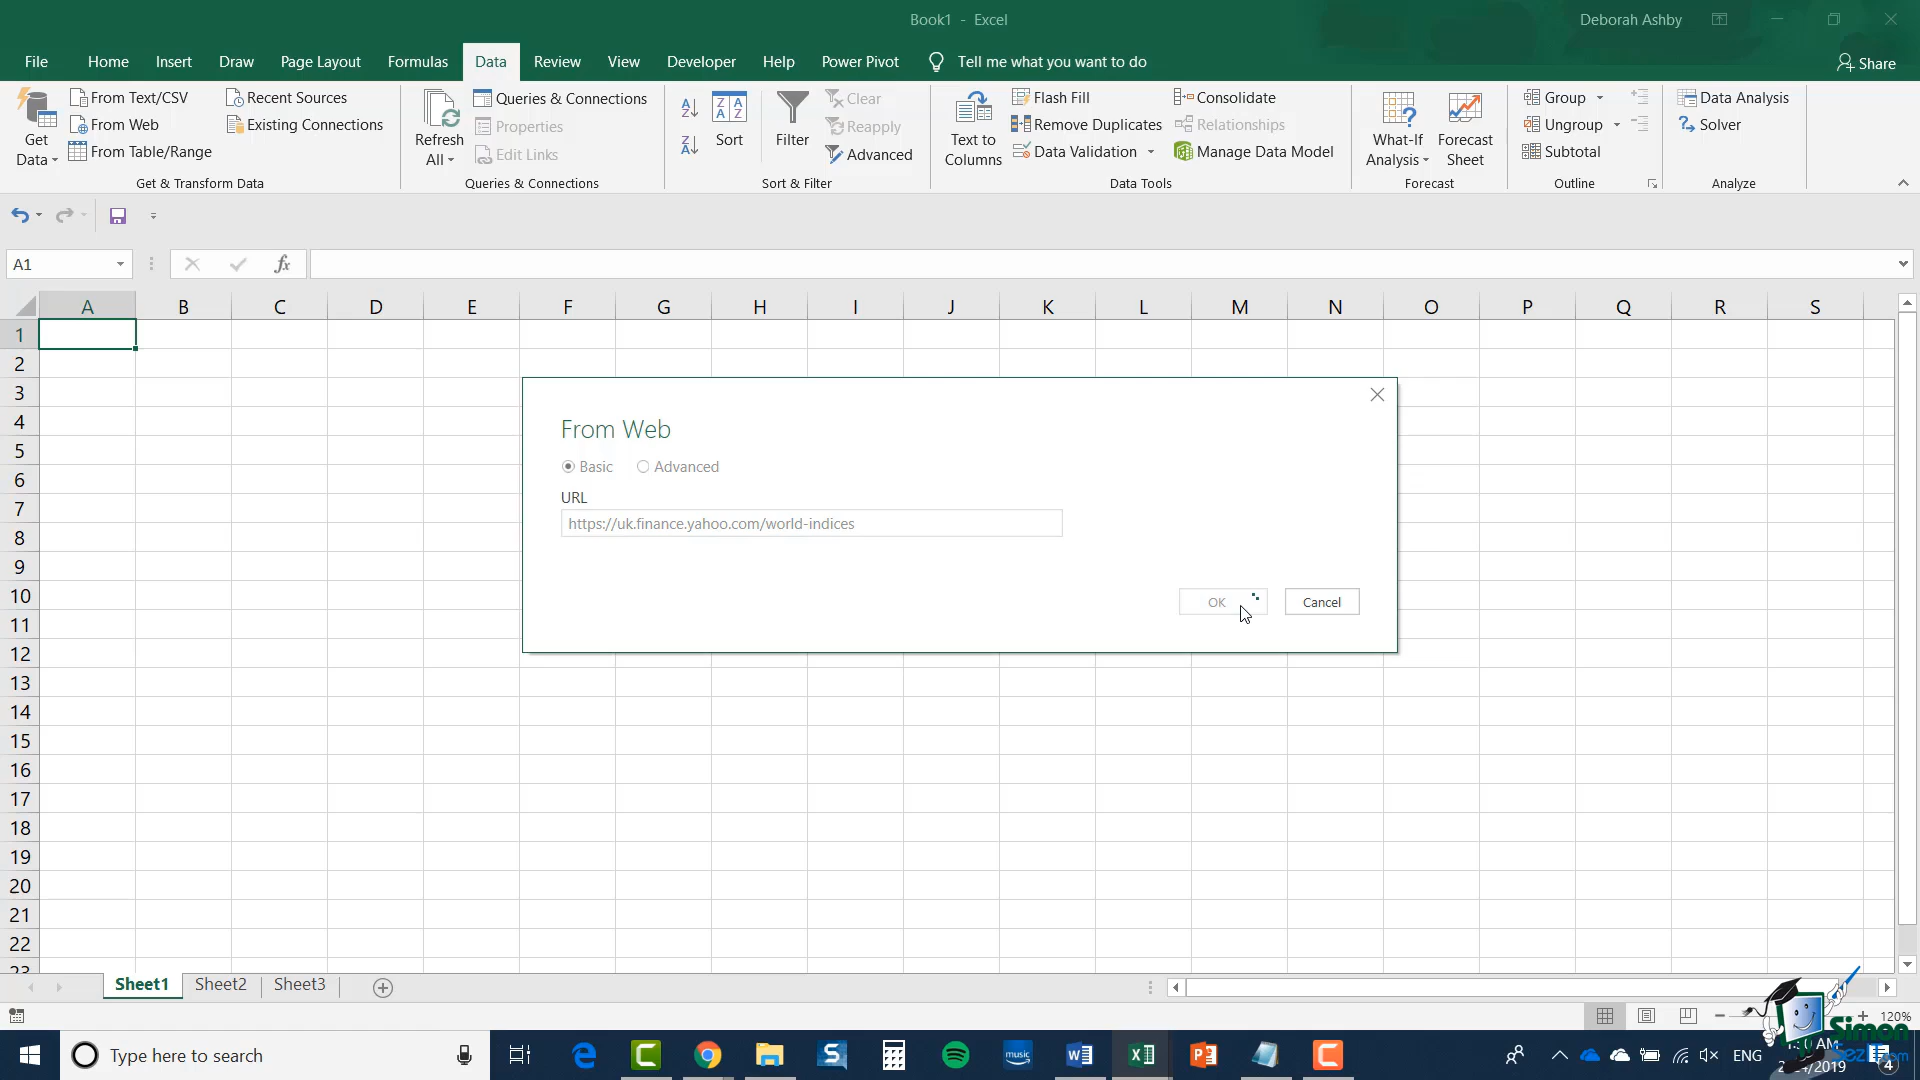 Book1 - Excel
Deborah Ashby
File Home Insert Draw Page Layout Formulas Data Review View Developer Help Power Pivot Tell me what you want to do
Share
Get Data
From Text/CSV
From Web
From Table/Range
Recent Sources
Existing Connections
Get & Transform Data
Refresh All
Queries & Connections
Properties
Edit Links
Queries & Connections
Sort
Filter
Clear
Reapply
Advanced
Sort & Filter
Text to Columns
Flash Fill
Remove Duplicates
Data Validation
Consolidate
Relationships
Manage Data Model
Data Tools
What-If Analysis
Forecast Sheet
Forecast
Group
Ungroup
Subtotal
Outline
Data Analysis
Solver
Analyze
A1
fx
A B C D E F G H I J K L M N O P Q R S
1
2
3
4
5
6
7
8
9
10
11
12
13
14
15
16
17
18
19
20
21
22
23
From Web
Basic Advanced
URL
https://uk.finance.yahoo.com/world-indices
OK Cancel
Sheet1 Sheet2 Sheet3
120%
Type here to search
music
ENG
4
Simon
Sez